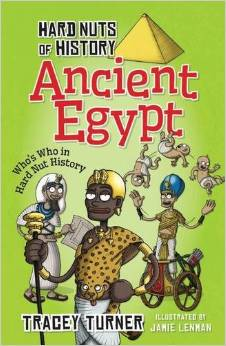 HARD NUTS
OF HISTORY
Ancient
Egypt
Who's Who in
Hard Nut History
TRACEY TURNER
ILLUSTRATED BY
JAMIE LENMAN